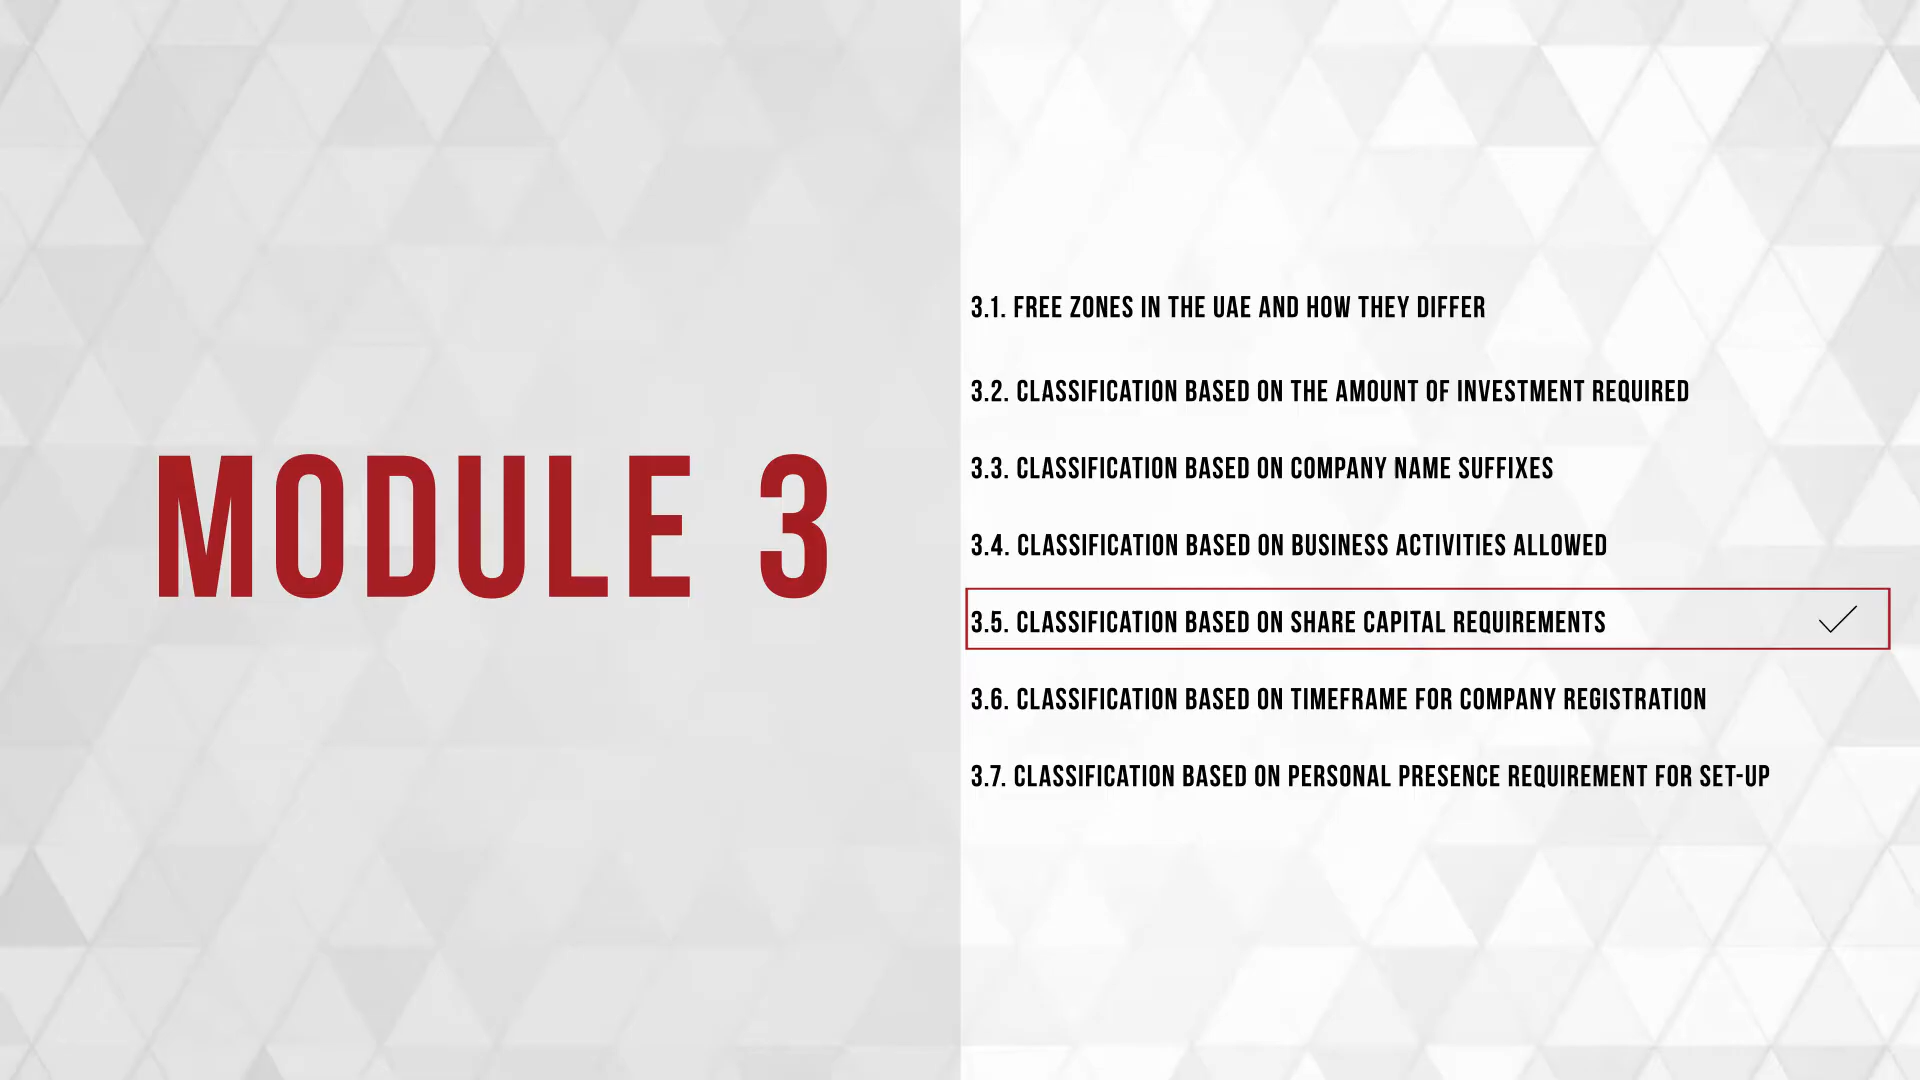 MODULE 3
3.1. FREE ZONES IN THE UAE AND HOW THEY DIFFER
3.2. CLASSIFICATION BASED ON THE AMOUNT OF INVESTMENT REQUIRED
3.3. CLASSIFICATION BASED ON COMPANY NAME SUFFIXES
3.4. CLASSIFICATION BASED ON BUSINESS ACTIVITIES ALLOWED
3.5. CLASSIFICATION BASED ON SHARE CAPITAL REQUIREMENTS
3.6. CLASSIFICATION BASED ON TIMEFRAME FOR COMPANY REGISTRATION
3.7. CLASSIFICATION BASED ON PERSONAL PRESENCE REQUIREMENT FOR SET-UP